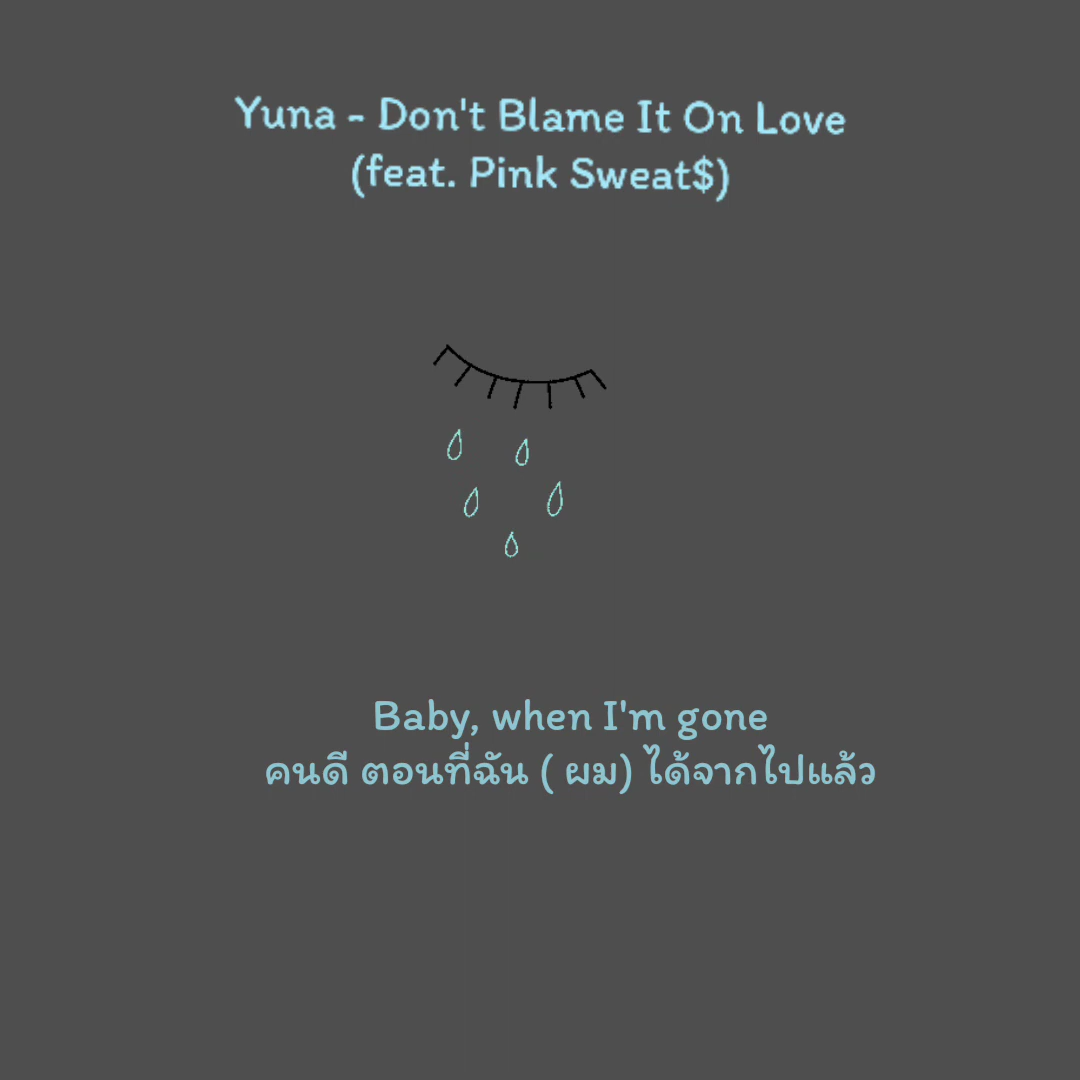 Yuna - Don't Blame It On Love
(feat. Pink Sweat$)
Baby, when I'm gone
คนดี ตอนที่ฉัน ( ผม) ได้จากไปแล้ว